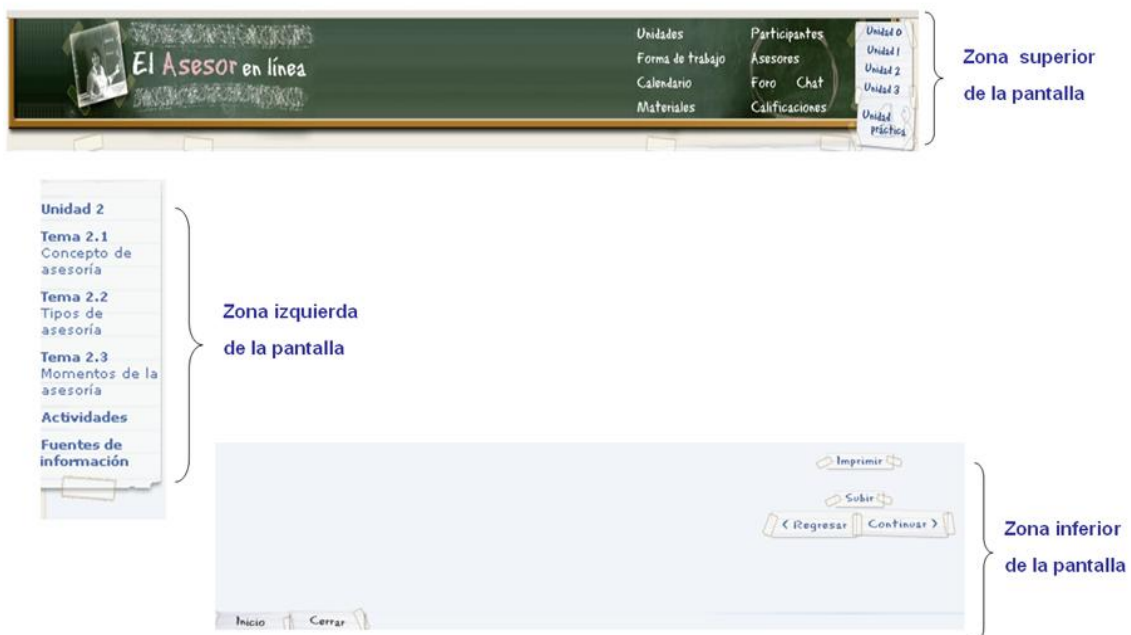 El Asesor en línea
Unidades
Forma de trabajo
Calendario
Materiales
Participantes
Asesores
Foro Chat
Calificaciones
Unidad 0
Unidad 1
Unidad 2
Unidad 3
Unidad
práctica
Zona superior
de la pantalla
Unidad 2
Tema 2.1
Concepto de
asesoría
Tema 2.2
Tipos de
asesoría
Tema 2.3
Momentos de la
asesoría
Actividades
Fuentes de
información
Zona izquierda
de la pantalla
Imprimir
Subir
< Regresar
Continuar >
Inicio
Cerrar
Zona inferior
de la pantalla